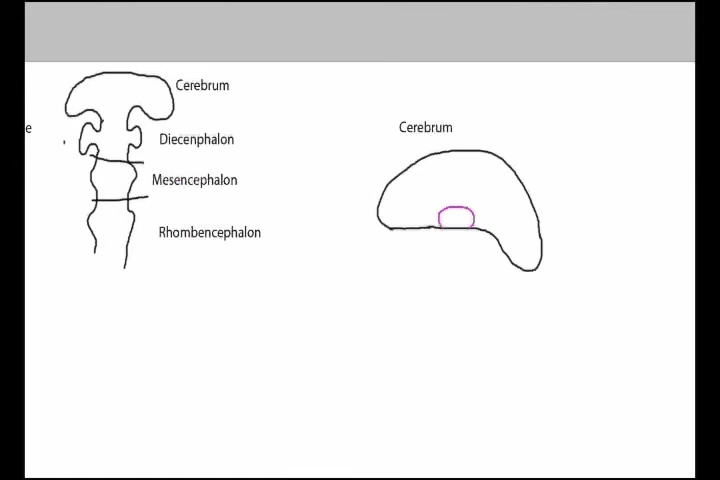 Cerebrum
e
Diecenphalon
Cerebrum
Mesencephalon
Rhombencephalon